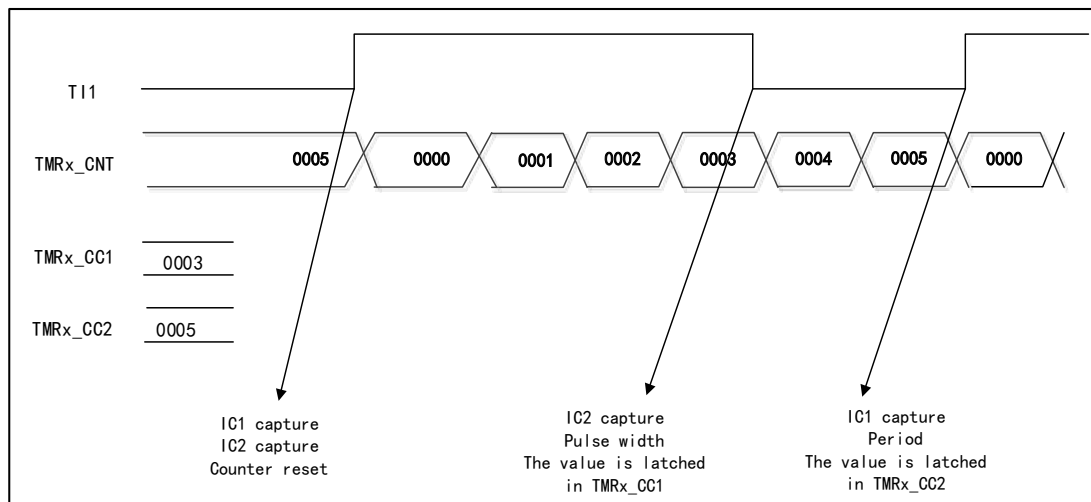 TI1
TMRx_CNT
0005 0000 0001 0002 0003 0004 0005 0000
TMRx_CC1
0003
TMRx_CC2
0005
IC1 capture
IC2 capture
Counter reset
IC2 capture
Pulse width
The value is latched
in TMRx_CC1
IC1 capture
Period
The value is latched
in TMRx_CC2